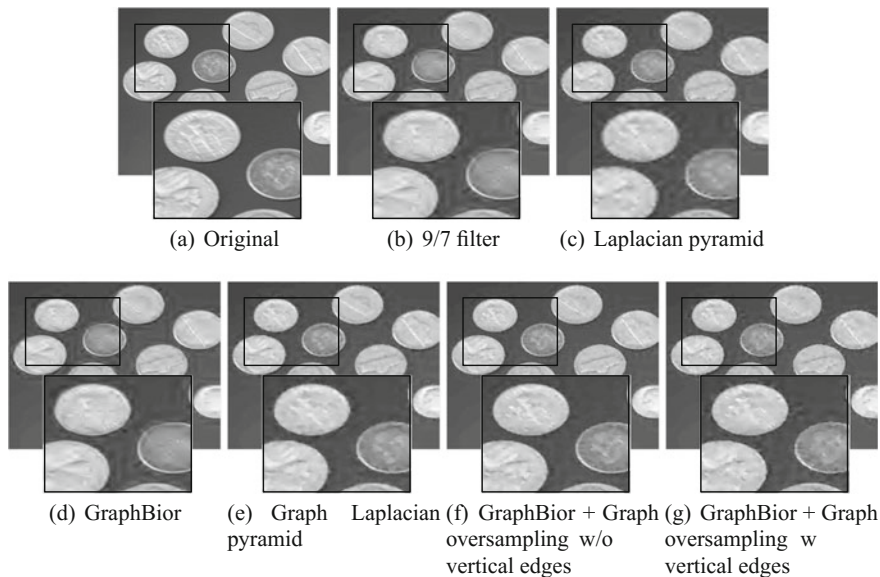 (a) Original
(b) 9/7 filter
(c) Laplacian pyramid
(d) GraphBior
(e) Graph Laplacian
pyramid
(f) GraphBior + Graph
oversampling w/o
vertical edges
(g) GraphBior + Graph
oversampling w
vertical edges